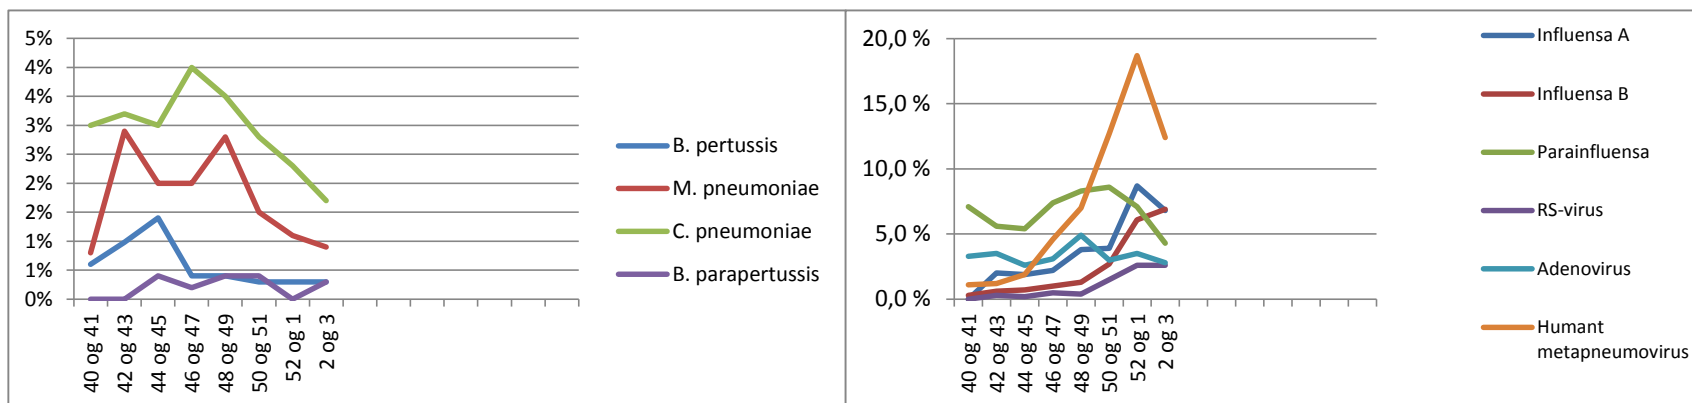 5%
4%
4%
3%
3%
2%
2%
1%
1%
0%
40 og 41
42 og 43
44 og 45
46 og 47
48 og 49
50 og 51
52 og 1
2 og 3
B. pertussis
M. pneumoniae
C. pneumoniae
B. parapertussis
20,0 %
15,0 %
10,0 %
5,0 %
0,0 %
40 og 41
42 og 43
44 og 45
46 og 47
48 og 49
50 og 51
52 og 1
2 og 3
Influensa A
Influensa B
Parainfluensa
RS-virus
Adenovirus
Humant
metapneumovirus